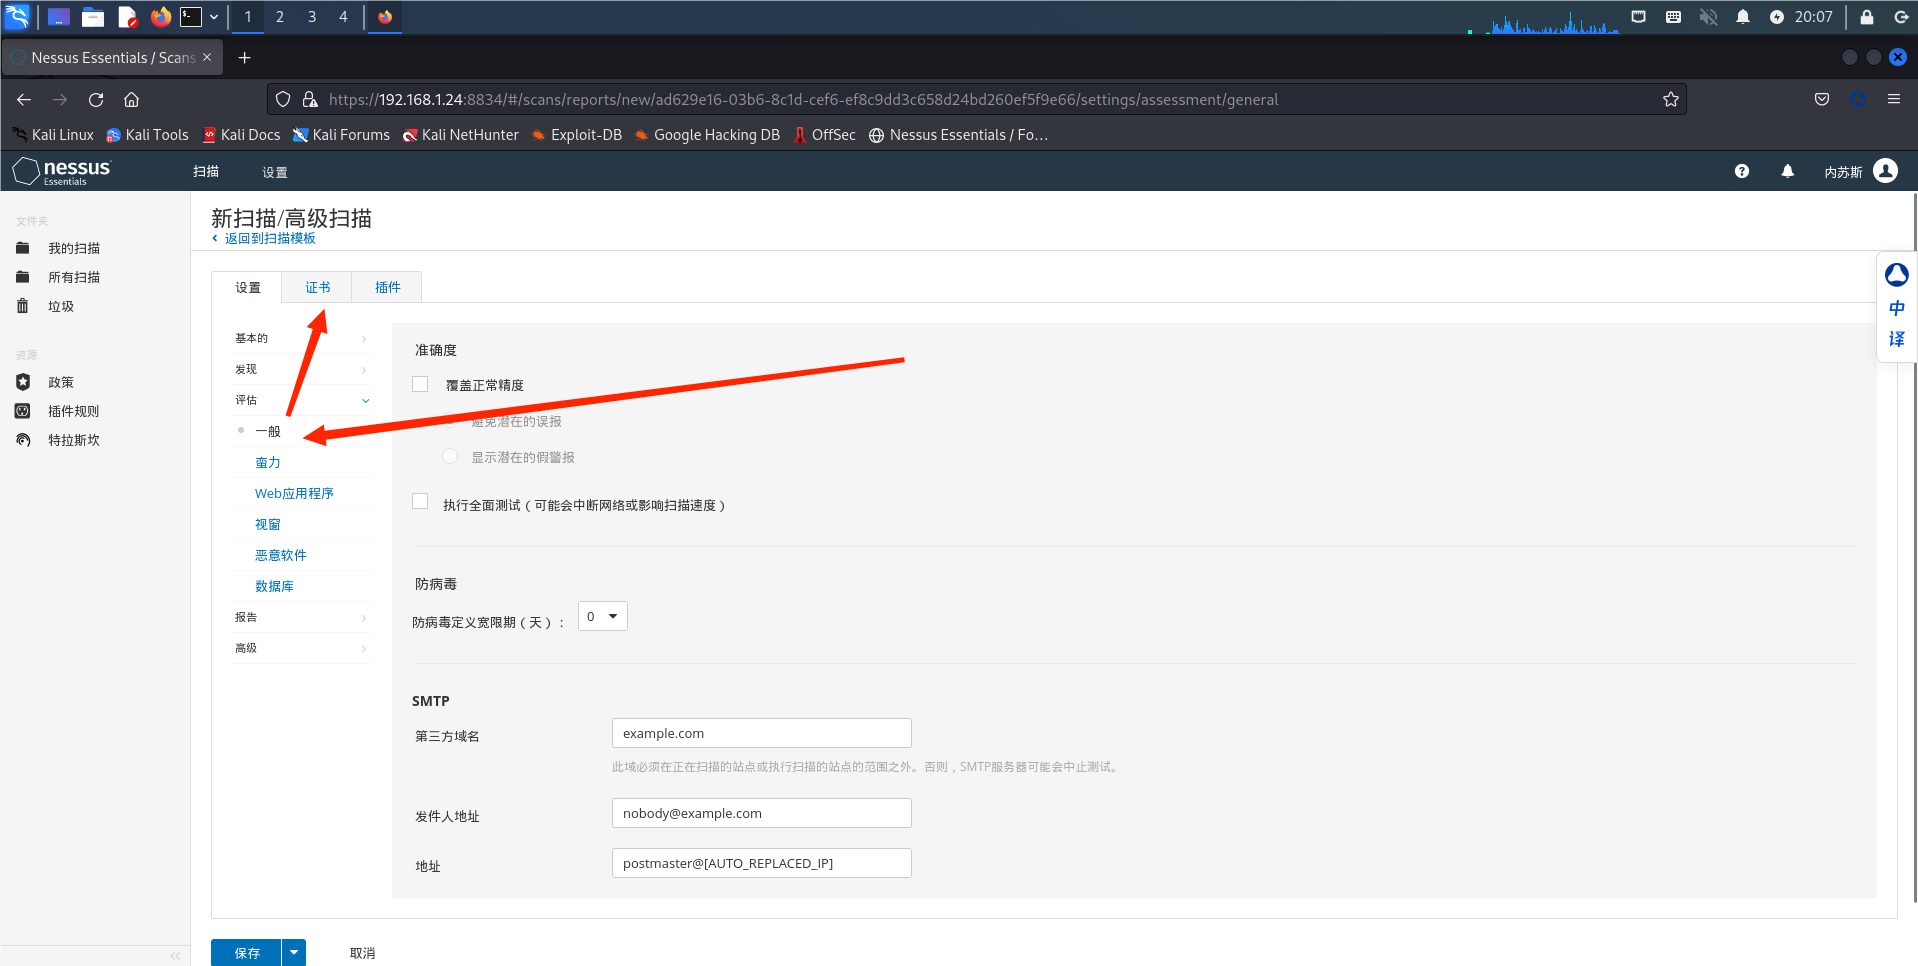 1 2 3 4
20:07
Nessus Essentials / Scans
https://192.168.1.24:8834/#/scans/reports/new/ad629e16-03b6-8c1d-cef6-ef8c9dd3c658d24bd260ef5f9e66/settings/assessment/general
Kali Linux Kali Tools Kali Docs Kali Forums Kali NetHunter Exploit-DB Google Hacking DB OffSec Nessus Essentials / Fo…
nessus
Essentials
扫描 设置
内苏斯
文件夹
我的扫描
所有扫描
垃圾
资源
政策
插件规则
特拉斯坎
新扫描/高级扫描
返回到扫描模板
设置 证书 插件
基本的
发现
评估
一般
蛮力
Web应用程序
视窗
恶意软件
数据库
报告
高级
准确度
覆盖正常精度
避免潜在的误报
显示潜在的假警报
执行全面测试（可能会中断网络或影响扫描速度）
防病毒
防病毒定义宽限期（天）： 0
SMTP
第三方域名 example.com
此域必须在正在扫描的站点或执行扫描的站点的范围之外。否则，SMTP服务器可能会中止测试。
发件人地址 nobody@example.com
地址 postmaster@[AUTO_REPLACED_IP]
保存 取消
中
译